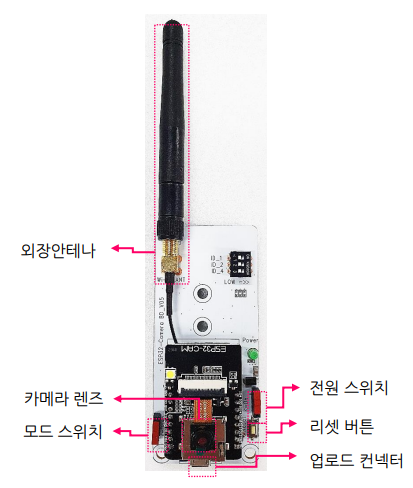 외장안테나
ID_1
ID_2
ID_4
LOW
Power
ESP32-Camera BD_V05
ESP32-CAM
카메라 렌즈
모드 스위치
전원 스위치
리셋 버튼
업로드 컨넥터